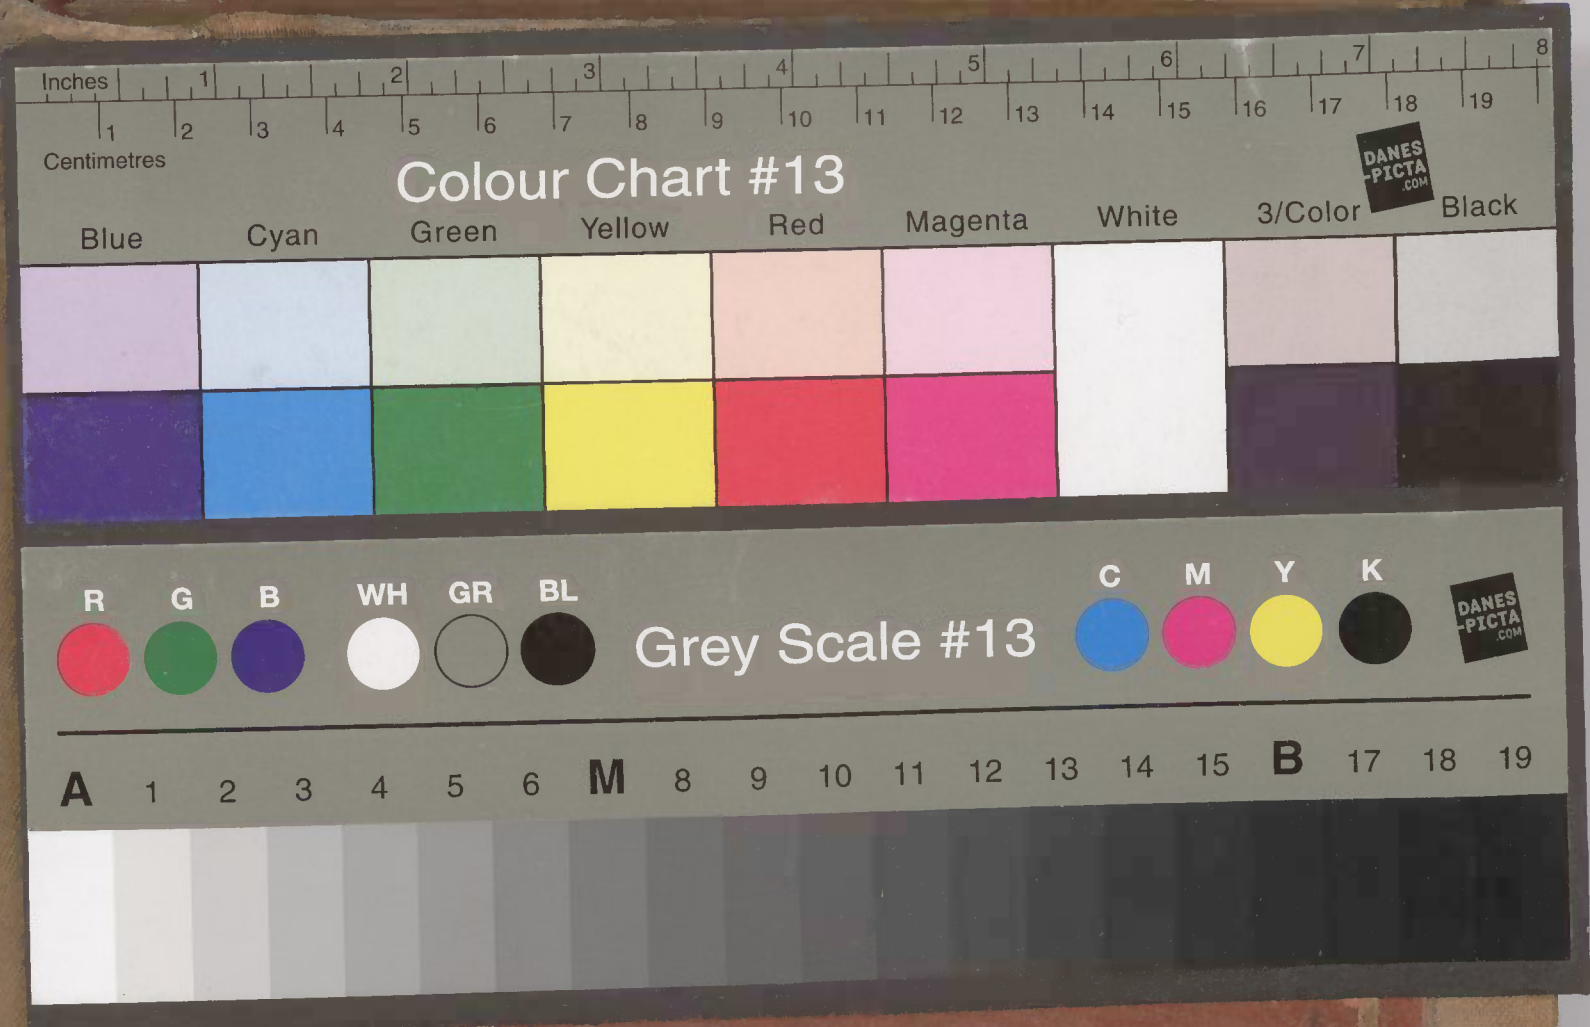 Inches 1 2 3 4 5 6 7 8
1 2 3 4 5 6 7 8 9 10 11 12 13 14 15 16 17 18 19
Centimetres
Colour Chart #13
DANES
-PICTA
.COM
Blue Cyan Green Yellow Red Magenta White 3/Color Black
R G B WH GR BL C M Y K
Grey Scale #13
DANES
-PICTA
.COM
A 1 2 3 4 5 6 M 8 9 10 11 12 13 14 15 B 17 18 19